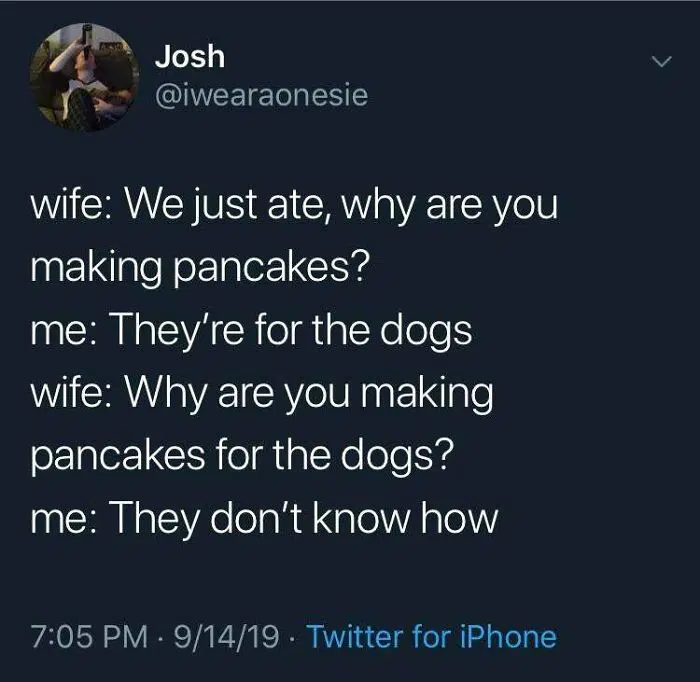 Josh
@iwearaonesie
wife: We just ate, why are you
making pancakes?
me: They’re for the dogs
wife: Why are you making
pancakes for the dogs?
me: They don’t know how
7:05 PM · 9/14/19 · Twitter for iPhone